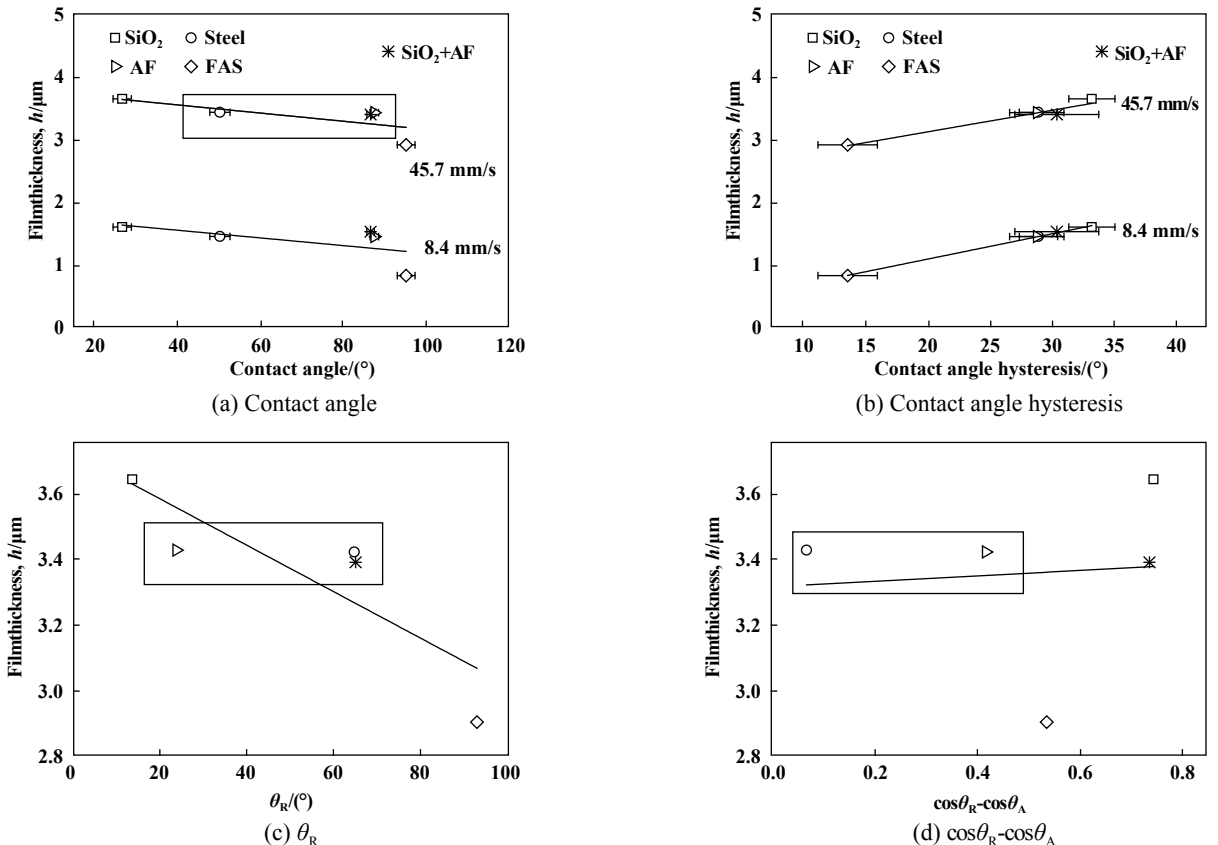 SiO2 Steel
AF FAS
SiO2+AF
5
4
3
2
1
0
Filmthickness, h/μm
45.7 mm/s
8.4 mm/s
20 40 60 80 100 120
Contact angle/(°)
(a) Contact angle
SiO2 Steel
AF FAS
SiO2+AF
5
4
3
2
1
0
Filmthickness, h/μm
45.7 mm/s
8.4 mm/s
10 15 20 25 30 35 40
Contact angle hysteresis/(°)
(b) Contact angle hysteresis
3.6
3.4
3.2
3.0
2.8
Filmthickness, h/μm
0 20 40 60 80 100
θR/(°)
(c) θR
3.6
3.4
3.2
3.0
2.8
Filmthickness, h/μm
0.0 0.2 0.4 0.6 0.8
cosθR-cosθA
(d) cosθR-cosθA